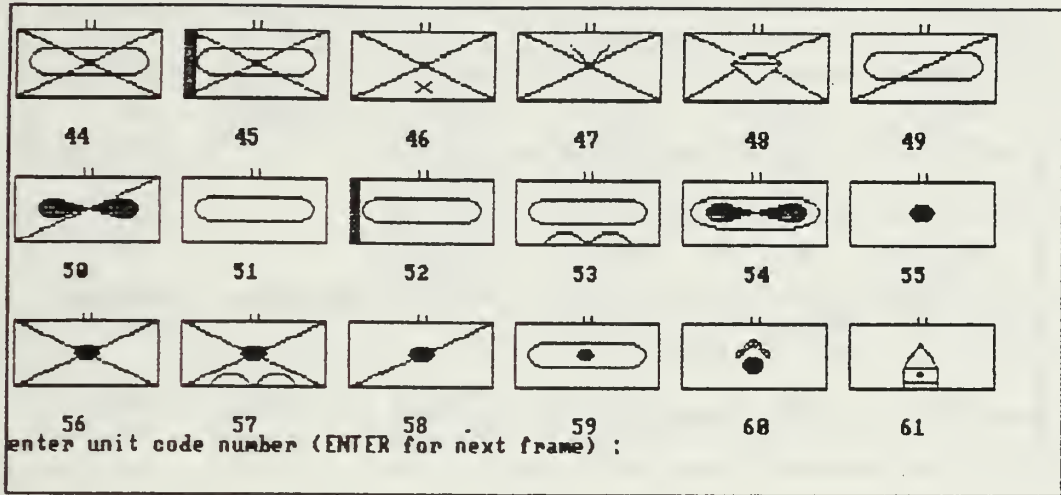 44 45 46 47 48 49
50 51 52 53 54 55
56 57 58 59 60 61
enter unit code number (ENTER for next frame) :